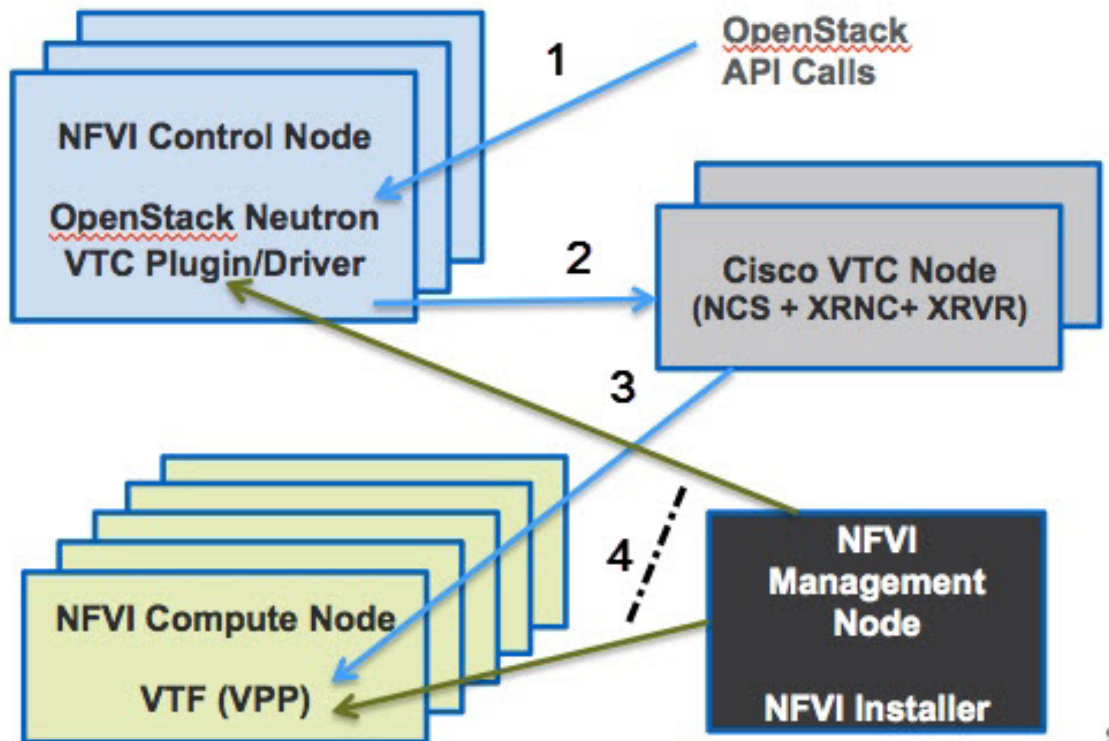 1
OpenStack
API Calls
NFVI Control Node
OpenStack Neutron
VTC Plugin/Driver
2
Cisco VTC Node
(NCS + XRNC+ XRVR)
3
4
NFVI Compute Node
VTF (VPP)
NFVI
Management
Node
NFVI Installer